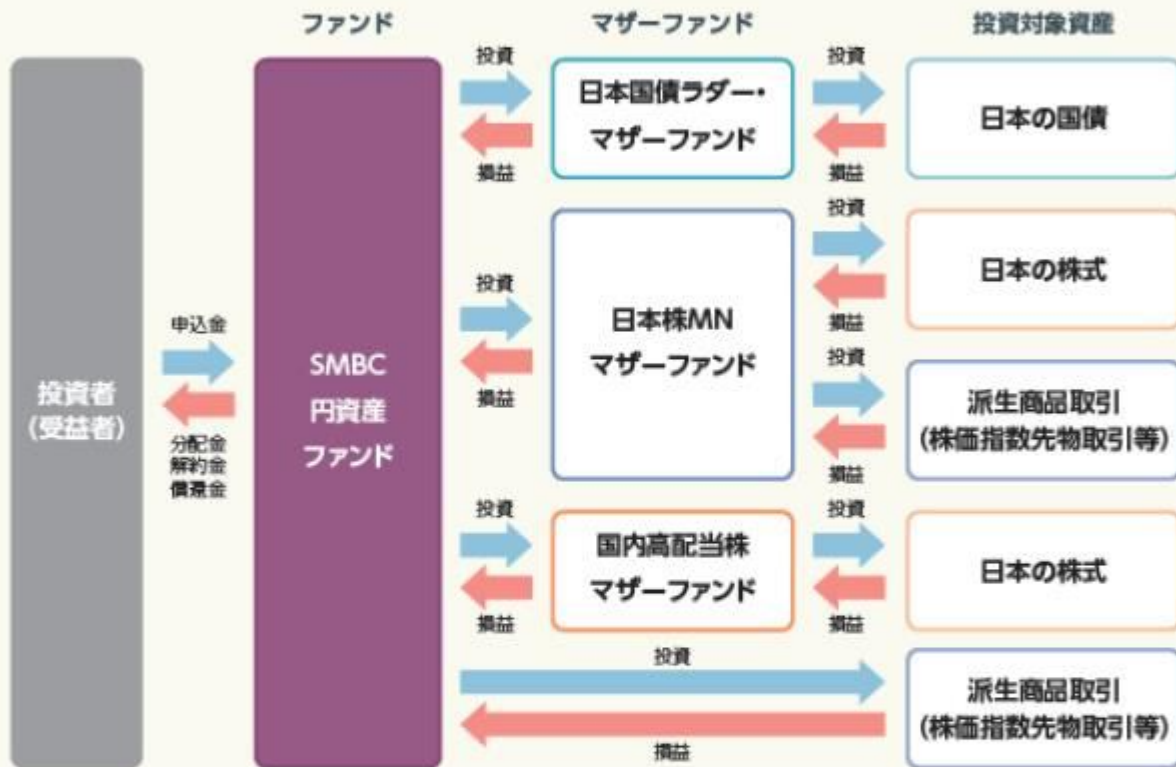 ファンド
マザーファンド
投資対象資産
投資者
(受益者)
申込金
分配金
解約金
償還金
SMBC
円資産
ファンド
投資
損益
日本国債ラダー・
マザーファンド
投資
損益
日本の国債
投資
損益
日本株MN
マザーファンド
投資
損益
日本の株式
投資
損益
派生商品取引
(株価指数先物取引等)
投資
損益
国内高配当株
マザーファンド
投資
損益
日本の株式
投資
損益
派生商品取引
(株価指数先物取引等)